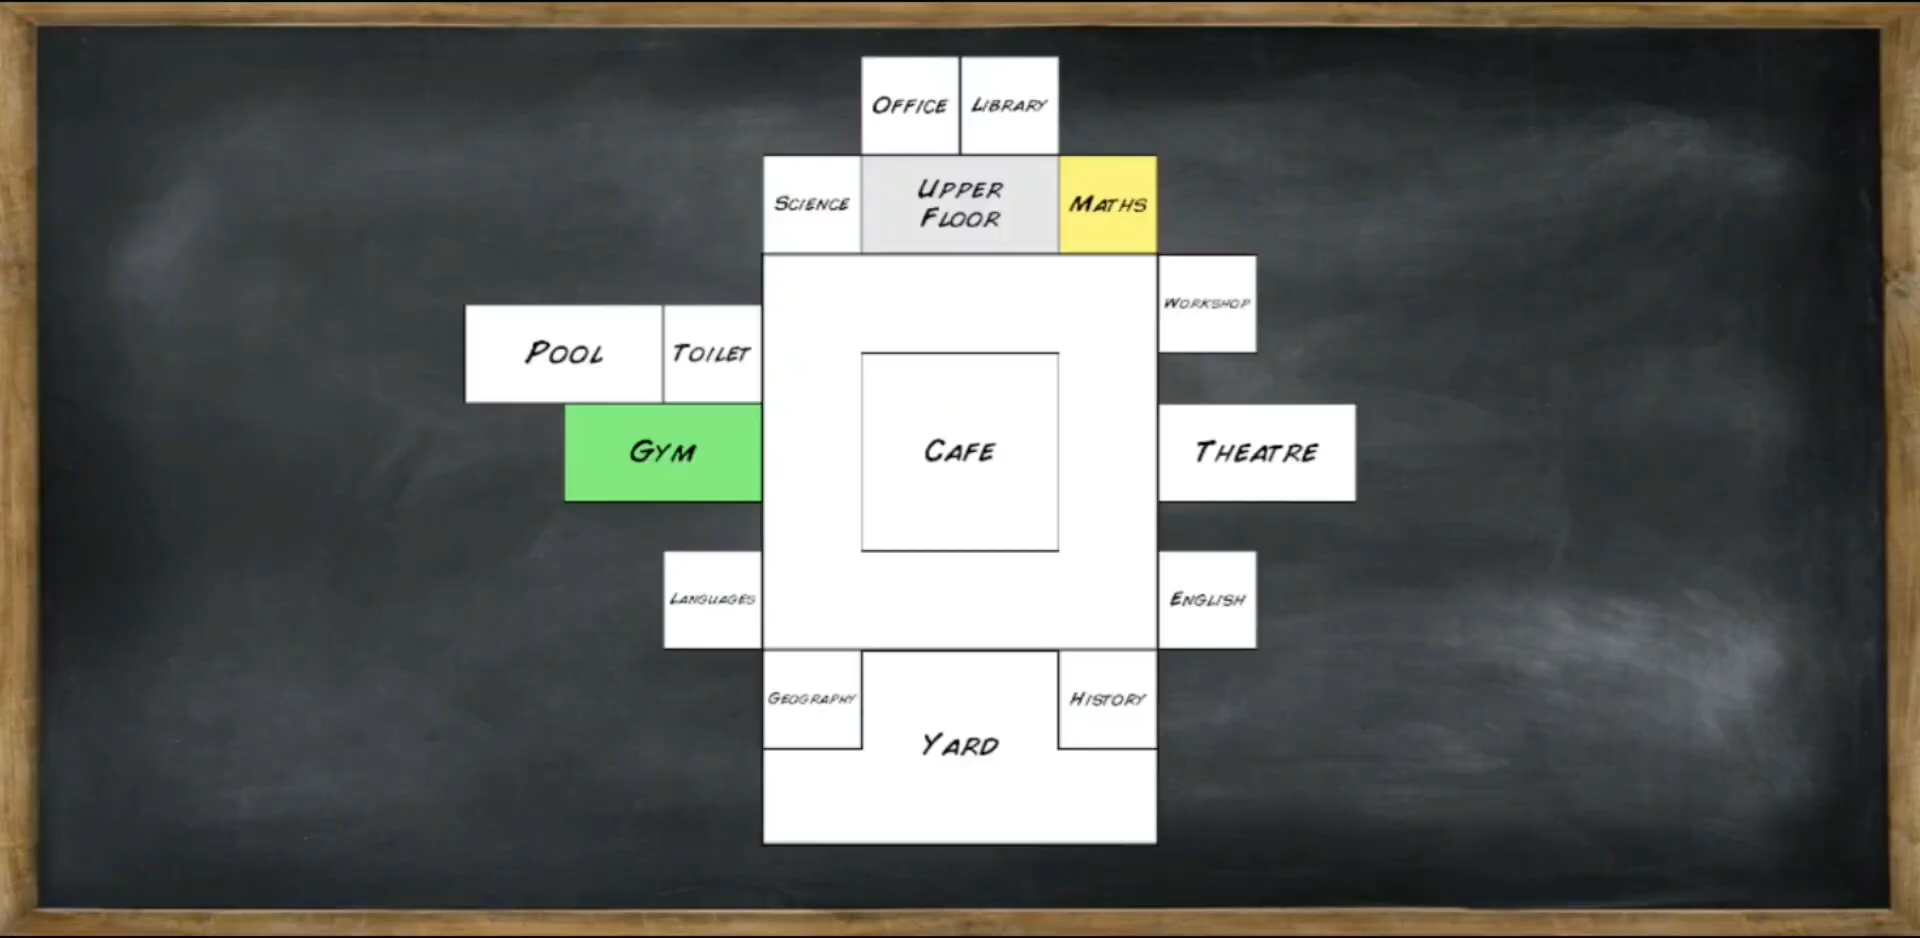 OFFICE
LIBRARY
SCIENCE
UPPER
FLOOR
MATHS
WORKSHOP
POOL
TOILET
GYM
CAFE
THEATRE
LANGUAGES
ENGLISH
GEOGRAPHY
HISTORY
YARD